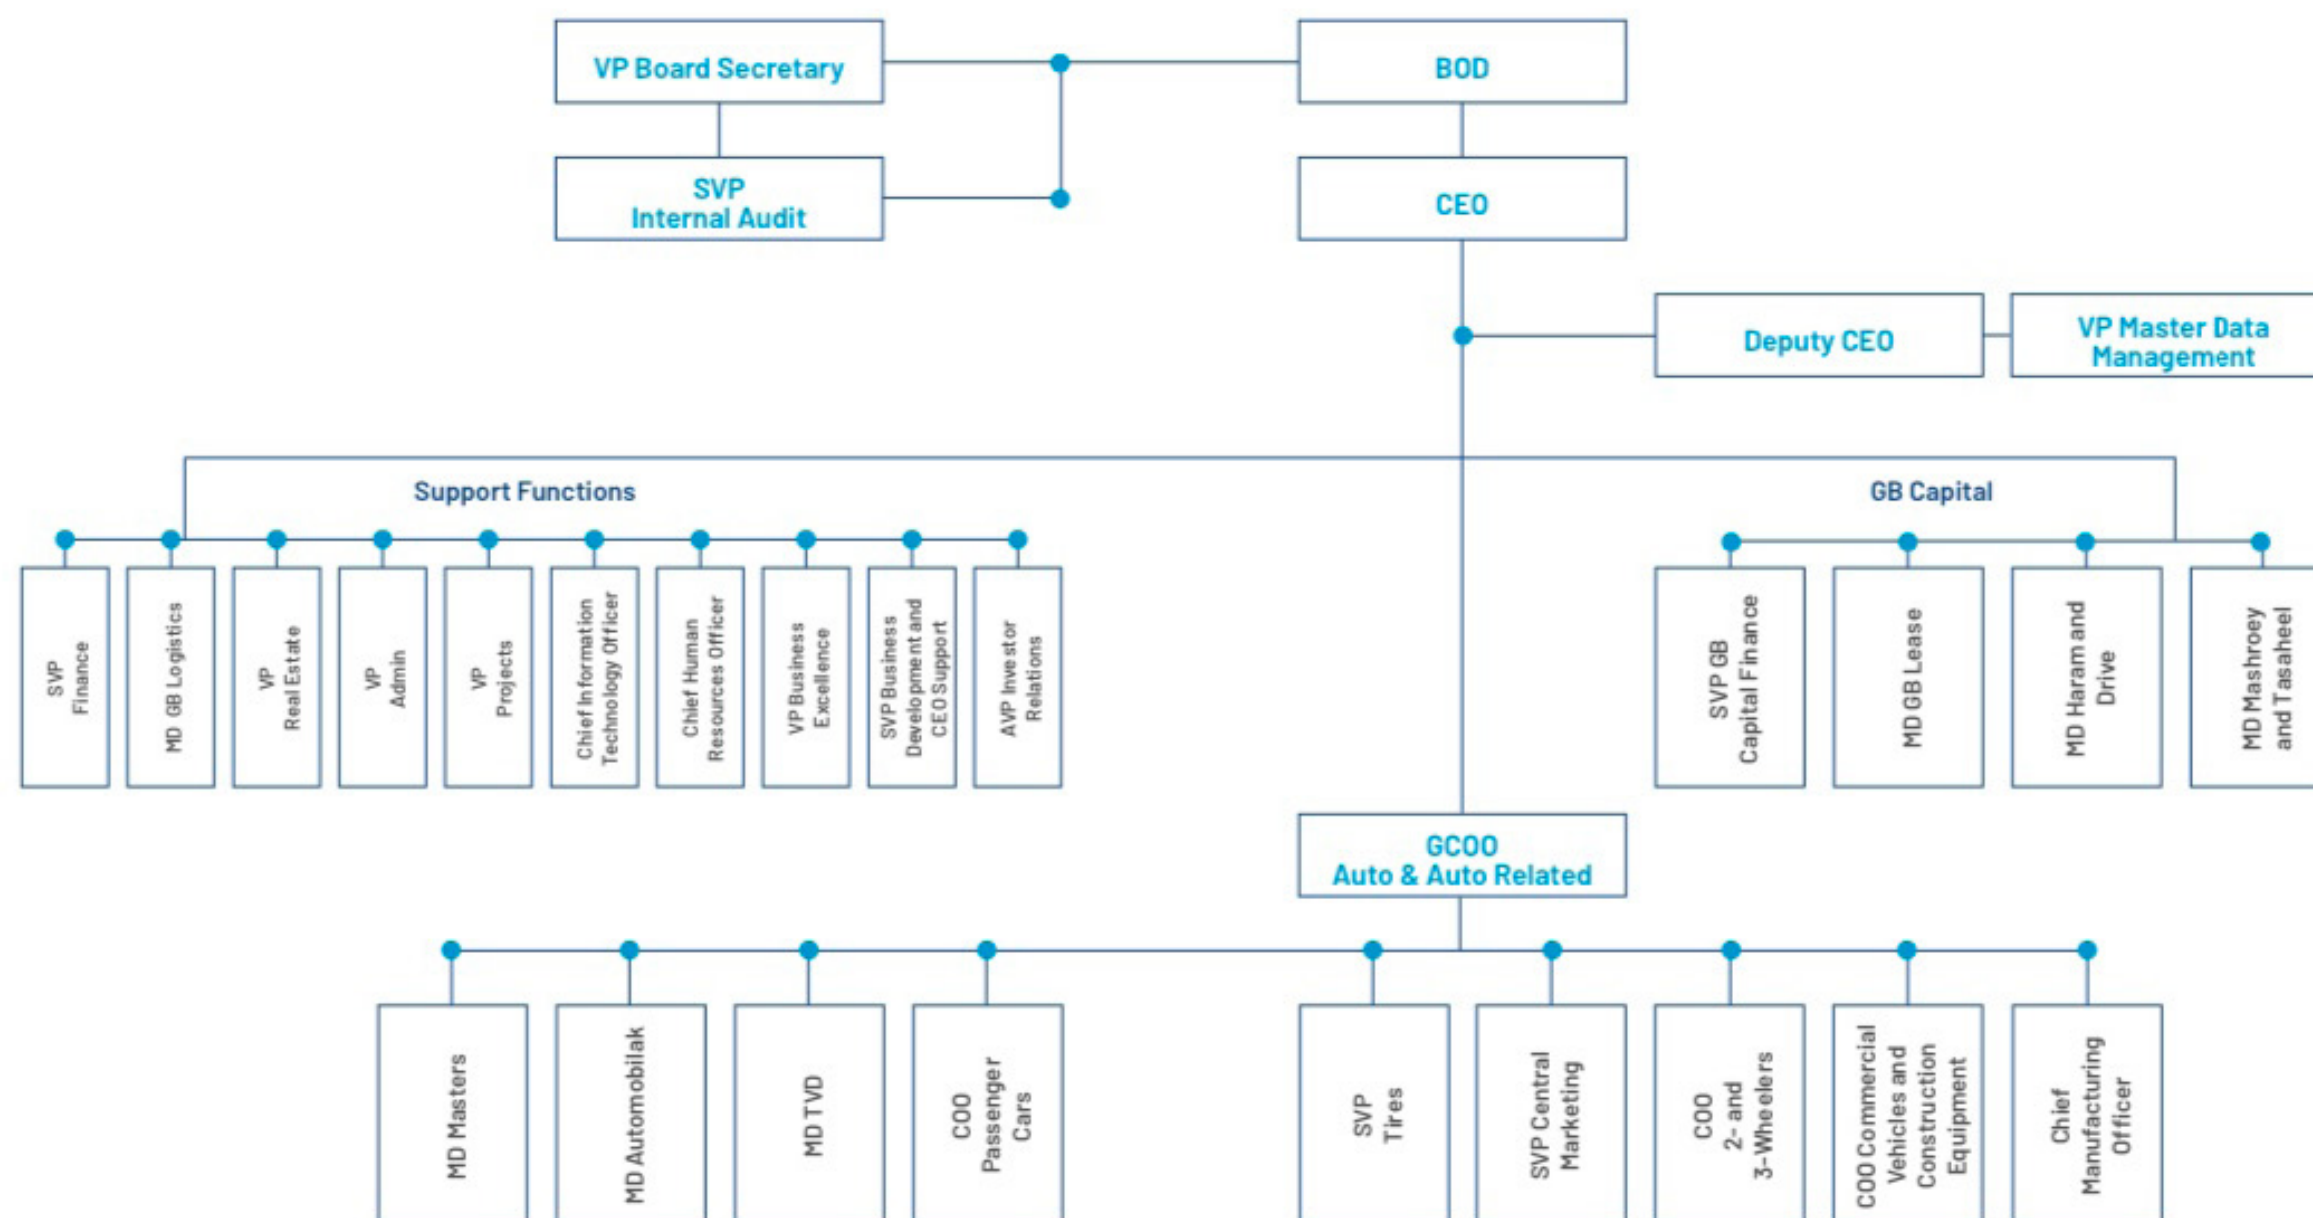 VP Board Secretary
BOD
SVP
Internal Audit
CEO
Deputy CEO
VP Master Data
Management
Support Functions
GB Capital
SVP
Finance
MD GB Logistics
VP
Real Estate
VP
Admin
VP
Projects
Chief Information
Technology Officer
Chief Human
Resources Officer
VP Business
Excellence
SVP Business
Development and
CEO Support
AVP Investor
Relations
SVP GB
Capital Finance
MD GB Lease
MD Haram and
Drive
MD Mashroey
and Tasaheel
GCOO
Auto & Auto Related
MD Masters
MD Automobilak
MD TVD
COO
Passenger
Cars
SVP
Tires
SVP Central
Marketing
COO
2- and
3-Wheelers
COO Commercial
Vehicles and
Construction
Equipment
Chief
Manufacturing
Officer